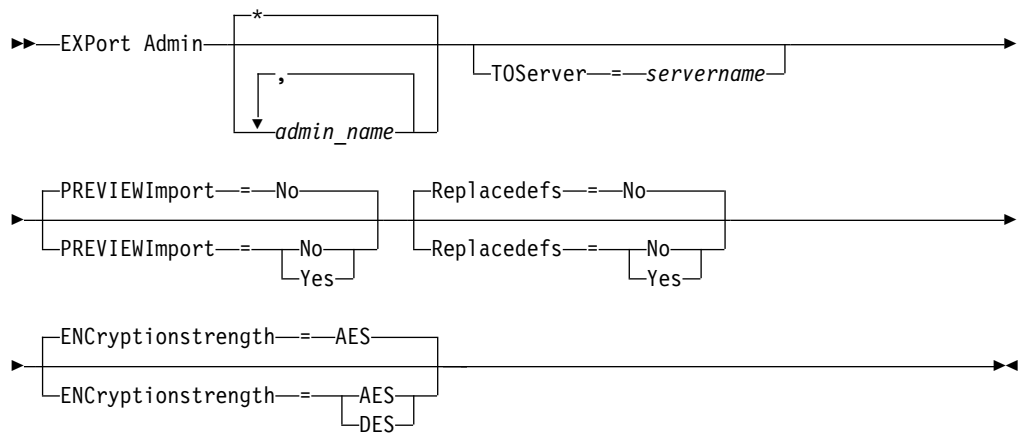 *
EXPort Admin
TOServer = servername
,
admin_name
PREVIEWImport = No
Replacedefs = No
PREVIEWImport = No
Replacedefs = No
Yes
Yes
ENCryptionstrength = AES
ENCryptionstrength = AES
DES